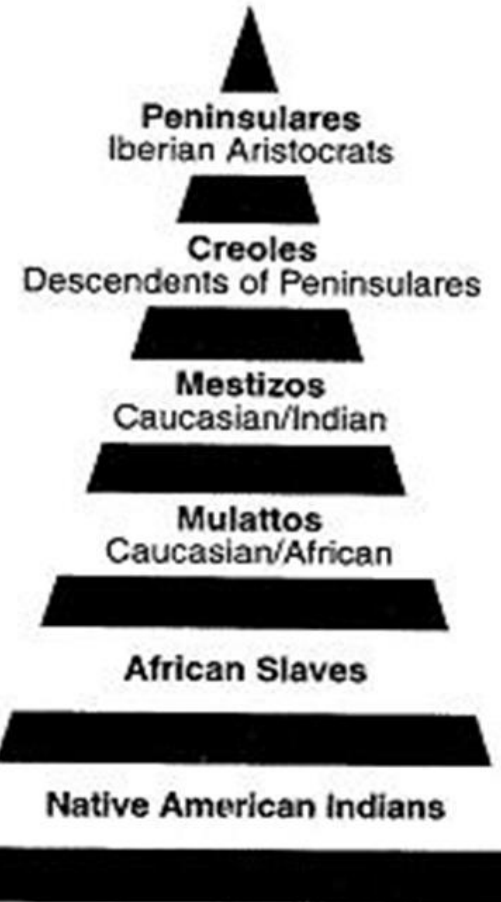 Peninsulares
Iberian Aristocrats
Creoles
Descendents of Peninsulares
Mestizos
Caucasian/Indian
Mulattos
Caucasian/African
African Slaves
Native American Indians